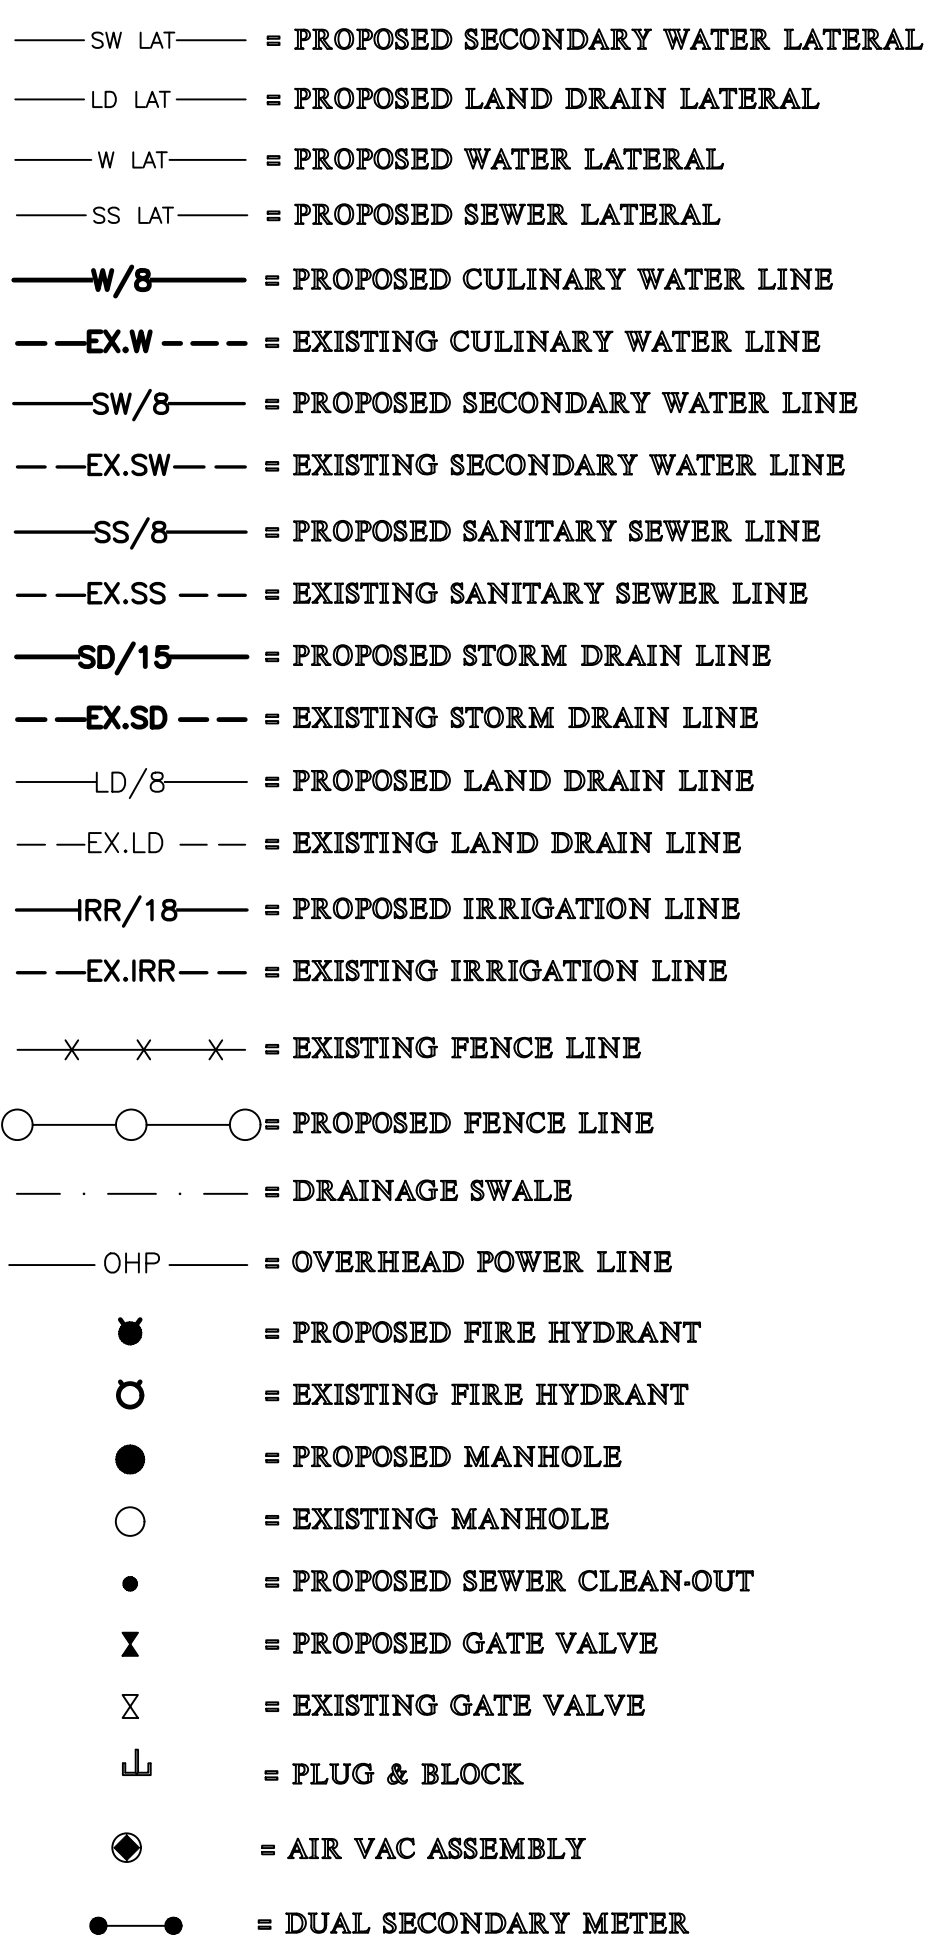 SW LAT = PROPOSED SECONDARY WATER LATERAL
LD LAT = PROPOSED LAND DRAIN LATERAL
W LAT = PROPOSED WATER LATERAL
SS LAT = PROPOSED SEWER LATERAL
W/8 = PROPOSED CULINARY WATER LINE
EX.W = EXISTING CULINARY WATER LINE
SW/8 = PROPOSED SECONDARY WATER LINE
EX.SW = EXISTING SECONDARY WATER LINE
SS/8 = PROPOSED SANITARY SEWER LINE
EX.SS = EXISTING SANITARY SEWER LINE
SD/15 = PROPOSED STORM DRAIN LINE
EX.SD = EXISTING STORM DRAIN LINE
LD/8 = PROPOSED LAND DRAIN LINE
EX.LD = EXISTING LAND DRAIN LINE
IRR/18 = PROPOSED IRRIGATION LINE
EX.IRR = EXISTING IRRIGATION LINE
= EXISTING FENCE LINE
= PROPOSED FENCE LINE
= DRAINAGE SWALE
OHP = OVERHEAD POWER LINE
= PROPOSED FIRE HYDRANT
= EXISTING FIRE HYDRANT
= PROPOSED MANHOLE
= EXISTING MANHOLE
= PROPOSED SEWER CLEAN-OUT
= PROPOSED GATE VALVE
= EXISTING GATE VALVE
= PLUG & BLOCK
= AIR VAC ASSEMBLY
= DUAL SECONDARY METER